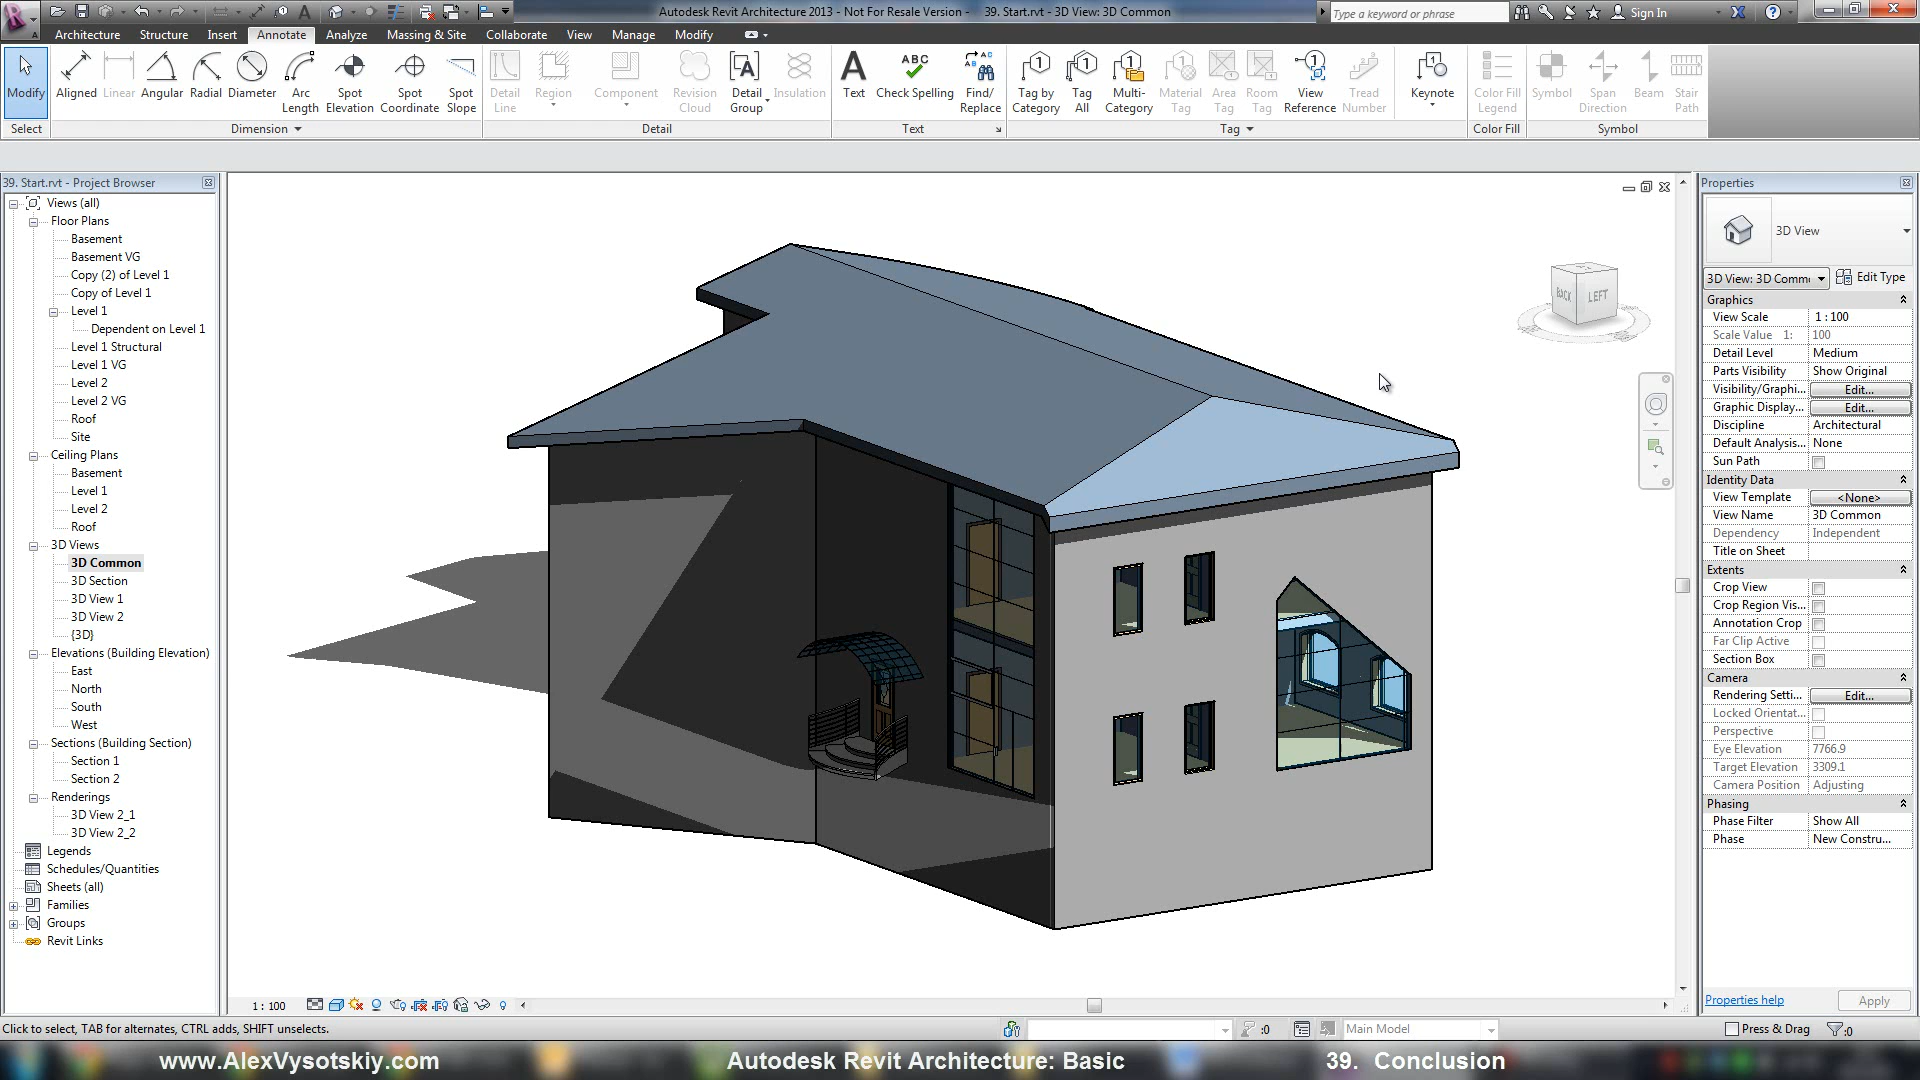 Autodesk Revit Architecture 2013 - Not For Resale Version - 39. Start.rvt - 3D View: 3D Common
Type a keyword or phrase
Sign In
Architecture Structure Insert Annotate Analyze Massing & Site Collaborate View Manage Modify
Modify
Aligned Linear Angular Radial Diameter Arc Length Spot Elevation Spot Coordinate Spot Slope
Detail Line Region Component Revision Cloud Detail Group Insulation
Text Check Spelling Find/ Replace
Tag by Category Tag All Multi-Category Material Tag Area Tag Room Tag View Reference Tread Number
Keynote
Color Fill Legend
Symbol Span Direction Beam Stair Path
Select Dimension Detail Text Tag Color Fill Symbol
39. Start.rvt - Project Browser
Views (all)
Floor Plans
Basement
Basement VG
Copy (2) of Level 1
Copy of Level 1
Level 1
Dependent on Level 1
Level 1 Structural
Level 1 VG
Level 2
Level 2 VG
Roof
Site
Ceiling Plans
Basement
Level 1
Level 2
Roof
3D Views
3D Common
3D Section
3D View 1
3D View 2
{3D}
Elevations (Building Elevation)
East
North
South
West
Sections (Building Section)
Section 1
Section 2
Renderings
3D View 2_1
3D View 2_2
Legends
Schedules/Quantities
Sheets (all)
Families
Groups
Revit Links
BACK LEFT
Properties
3D View
3D View: 3D Comm
Edit Type
Graphics
View Scale 1 : 100
Scale Value 1: 100
Detail Level Medium
Parts Visibility Show Original
Visibility/Graphi... Edit...
Graphic Display... Edit...
Discipline Architectural
Default Analysis... None
Sun Path
Identity Data
View Template <None>
View Name 3D Common
Dependency Independent
Title on Sheet
Extents
Crop View
Crop Region Vis...
Annotation Crop
Far Clip Active
Section Box
Camera
Rendering Setti... Edit...
Locked Orientat...
Perspective
Eye Elevation 7766.9
Target Elevation 3309.1
Camera Position Adjusting
Phasing
Phase Filter Show All
Phase New Constru...
Properties help
Apply
1 : 100
Click to select, TAB for alternates, CTRL adds, SHIFT unselects.
:0
Main Model
Press & Drag
:0
www.AlexVysotskiy.com
Autodesk Revit Architecture: Basic
39. Conclusion